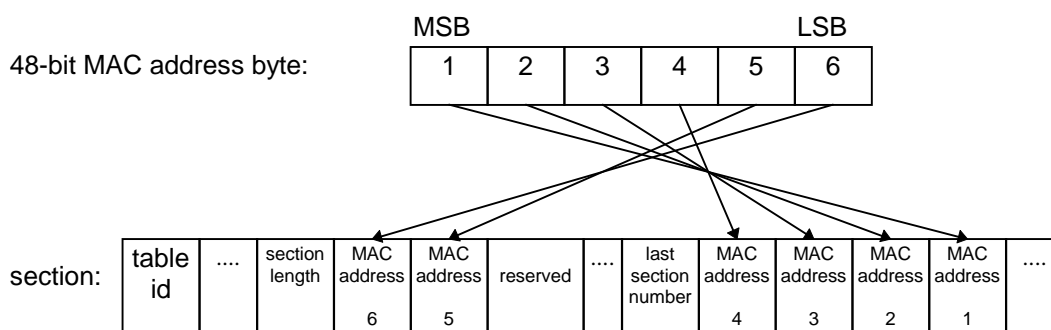 MSB LSB
48-bit MAC address byte: 1 2 3 4 5 6
section: table id .... section length MAC address 6 MAC address 5 reserved .... last section number MAC address 4 MAC address 3 MAC address 2 MAC address 1 ....